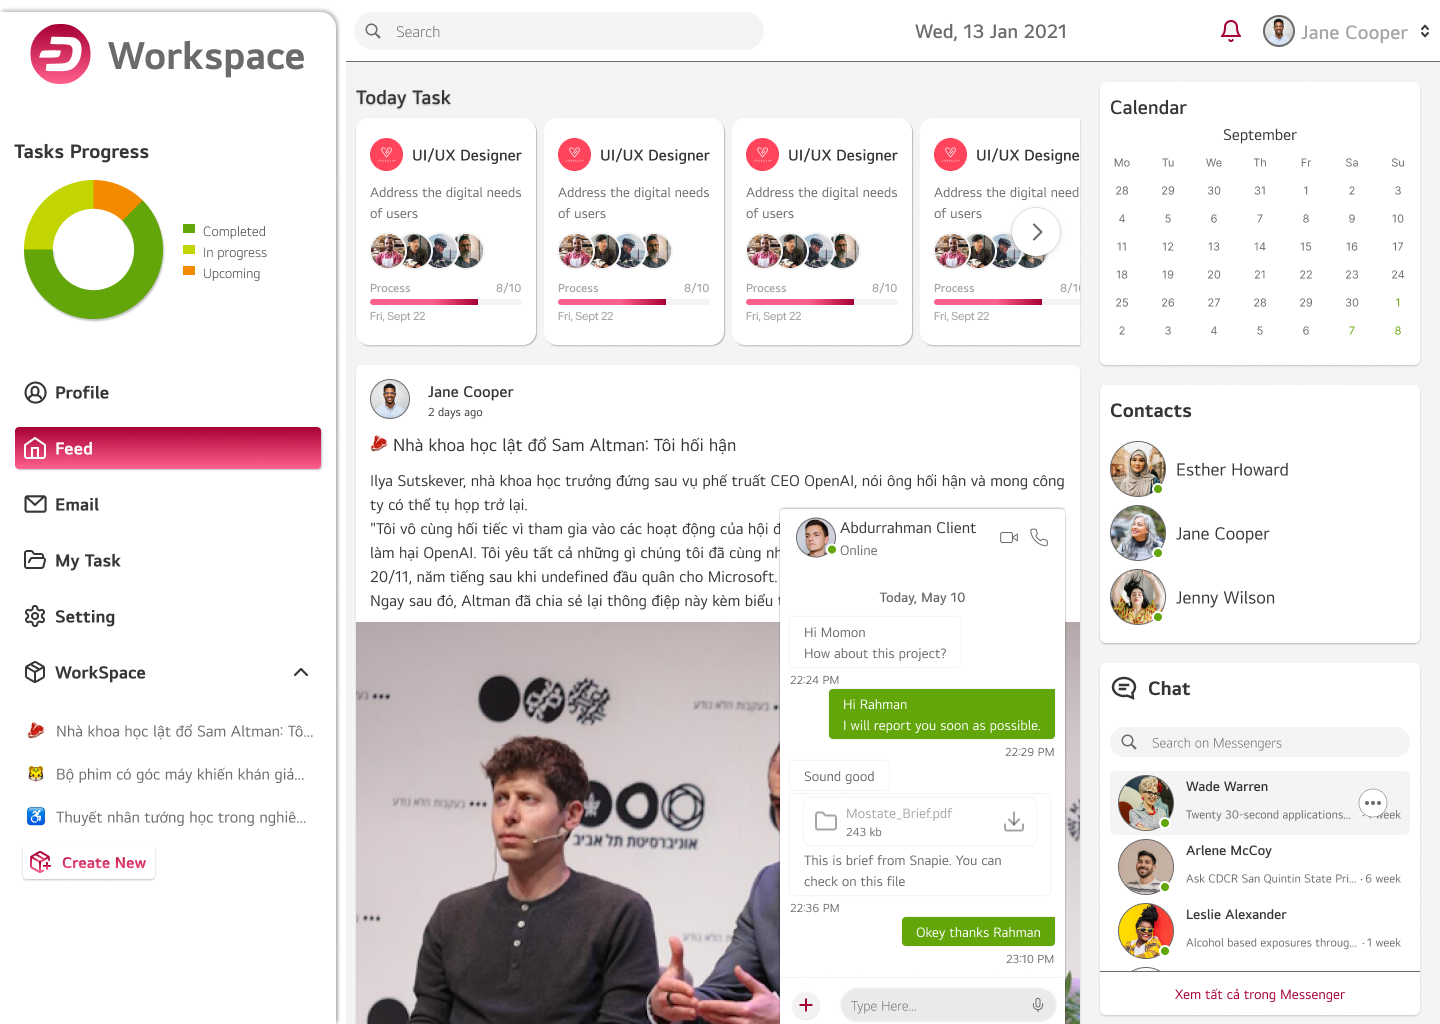 Workspace
Search
Wed, 13 Jan 2021
Jane Cooper
Tasks Progress
Completed
In progress
Upcoming
Profile
Feed
Email
My Task
Setting
WorkSpace
Nhà khoa học lật đổ Sam Altman: Tô...
Bộ phim có góc máy khiến khán giả...
Thuyết nhân tướng học trong nghiê...
Create New
Today Task
UI/UX Designer
Address the digital needs
of users
Process 8/10
Fri, Sept 22
UI/UX Designer
Address the digital needs
of users
Process 8/10
Fri, Sept 22
UI/UX Designer
Address the digital needs
of users
Process 8/10
Fri, Sept 22
UI/UX Designe
Address the digital need
of users
Process 8/1
Fri, Sept 22
Jane Cooper
2 days ago
Nhà khoa học lật đổ Sam Altman: Tôi hối hận
Ilya Sutskever, nhà khoa học trưởng đứng sau vụ phế truất CEO OpenAI, nói ông hối hận và mong công
ty có thể tụ họp trở lại.
"Tôi vô cùng hối tiếc vì tham gia vào các hoạt động của hội đ
làm hại OpenAI. Tôi yêu tất cả những gì chúng tôi đã cùng nh
20/11, năm tiếng sau khi undefined đầu quân cho Microsoft.
Ngay sau đó, Altman đã chia sẻ lại thông điệp này kèm biểu t
בעקבות הלא נודע
בעקבות הלא נודע
אוניברסיטת תל אביב
Abdurrahman Client
Online
Today, May 10
Hi Momon
How about this project?
22:24 PM
Hi Rahman
I will report you soon as possible.
22:29 PM
Sound good
Mostate_Brief.pdf
243 kb
This is brief from Snapie. You can
check on this file
22:36 PM
Okey thanks Rahman
23:10 PM
Type Here...
Calendar
September
Mo Tu We Th Fr Sa Su
28 29 30 31 1 2 3
4 5 6 7 8 9 10
11 12 13 14 15 16 17
18 19 20 21 22 23 24
25 26 27 28 29 30 1
2 3 4 5 6 7 8
Contacts
Esther Howard
Jane Cooper
Jenny Wilson
Chat
Search on Messengers
Wade Warren
Twenty 30-second applications... week
Arlene McCoy
Ask CDCR San Quintin State Pri... · 6 week
Leslie Alexander
Alcohol based exposures throug... · 1 week
Xem tất cả trong Messenger